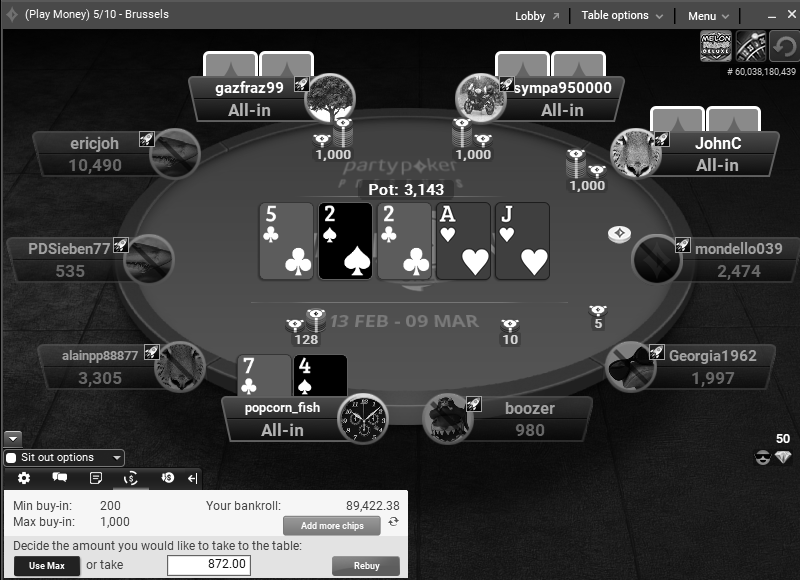 (Play Money) 5/10 - Brussels
Lobby
Table options
Menu
MELON
DELUXE
# 60,038,180,439
gazfraz99
All-in
sympa950000
All-in
JohnC
All-in
ericjoh
10,490
1,000
1,000
1,000
partypoker
Pot: 3,143
5
2
2
A
J
PDSieben77
535
mondello039
2,474
13 FEB - 09 MAR
128
10
5
alainpp88877
3,305
Georgia1962
1,997
7
4
popcorn_fish
All-in
boozer
980
50
Sit out options
Min buy-in: 200
Your bankroll: 89,422.38
Max buy-in: 1,000
Add more chips
Decide the amount you would like to take to the table:
Use Max
or take
872.00
Rebuy